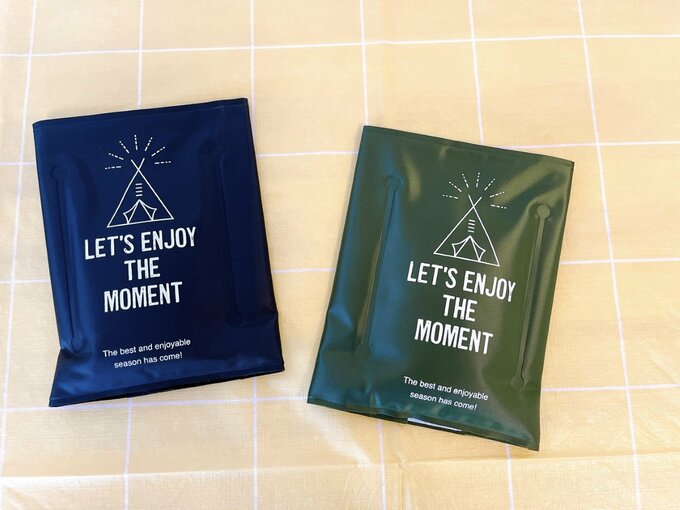 LET'S ENJOY
THE
MOMENT
The best and enjoyable
season has come!
LET'S ENJOY
THE
MOMENT
The best and enjoyable
season has come!